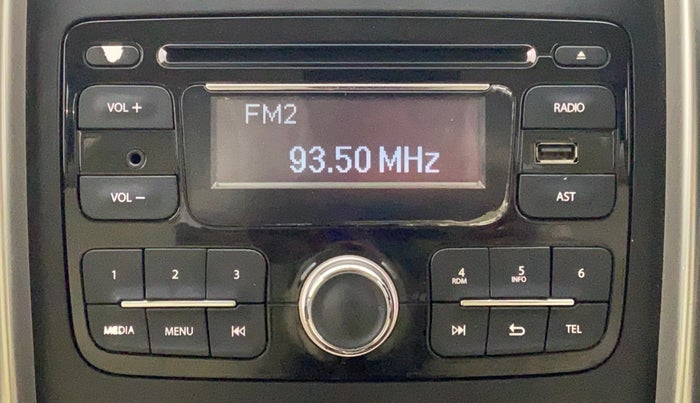 FM2
93.50 MHz
VOL +
RADIO
VOL −
AST
1 2 3
4 5 6
RDM INFO
MEDIA MENU
TEL